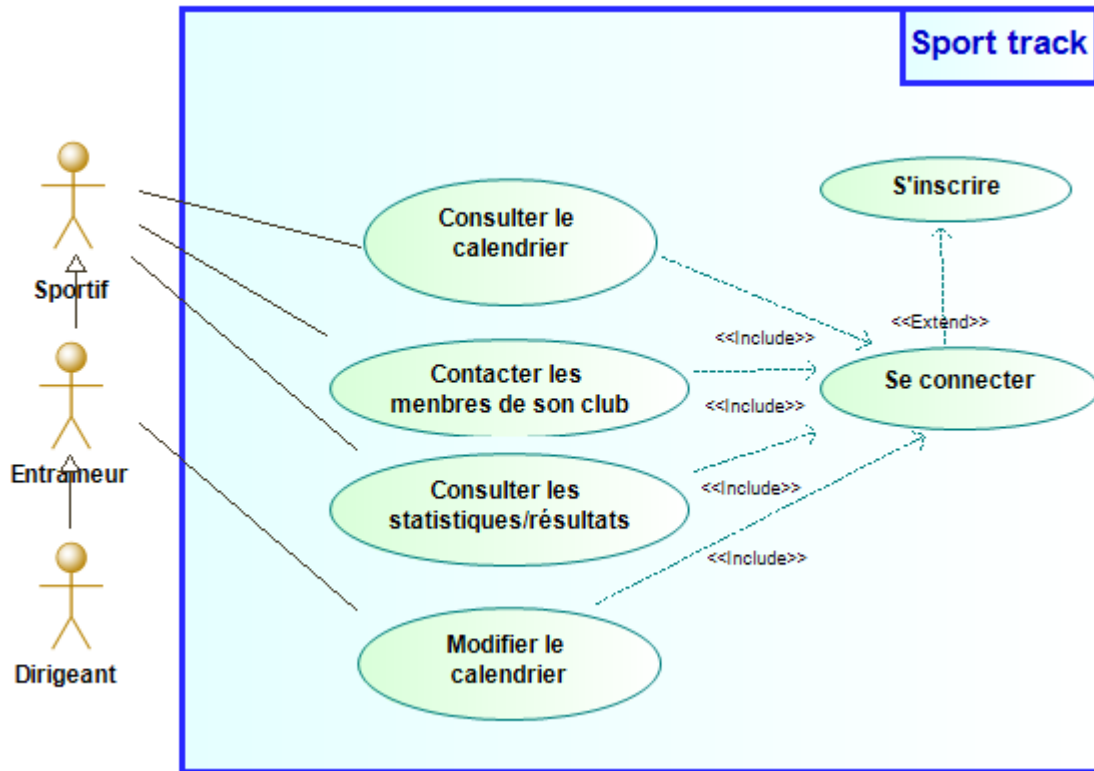 Sport track
S'inscrire
Consulter le
calendrier
Sportif
<<Extend>>
<<Include>>
Contacter les
menbres de son club
Se connecter
<<Include>>
Entraineur
Consulter les
statistiques/résultats
<<Include>>
<<Include>>
Modifier le
calendrier
Dirigeant